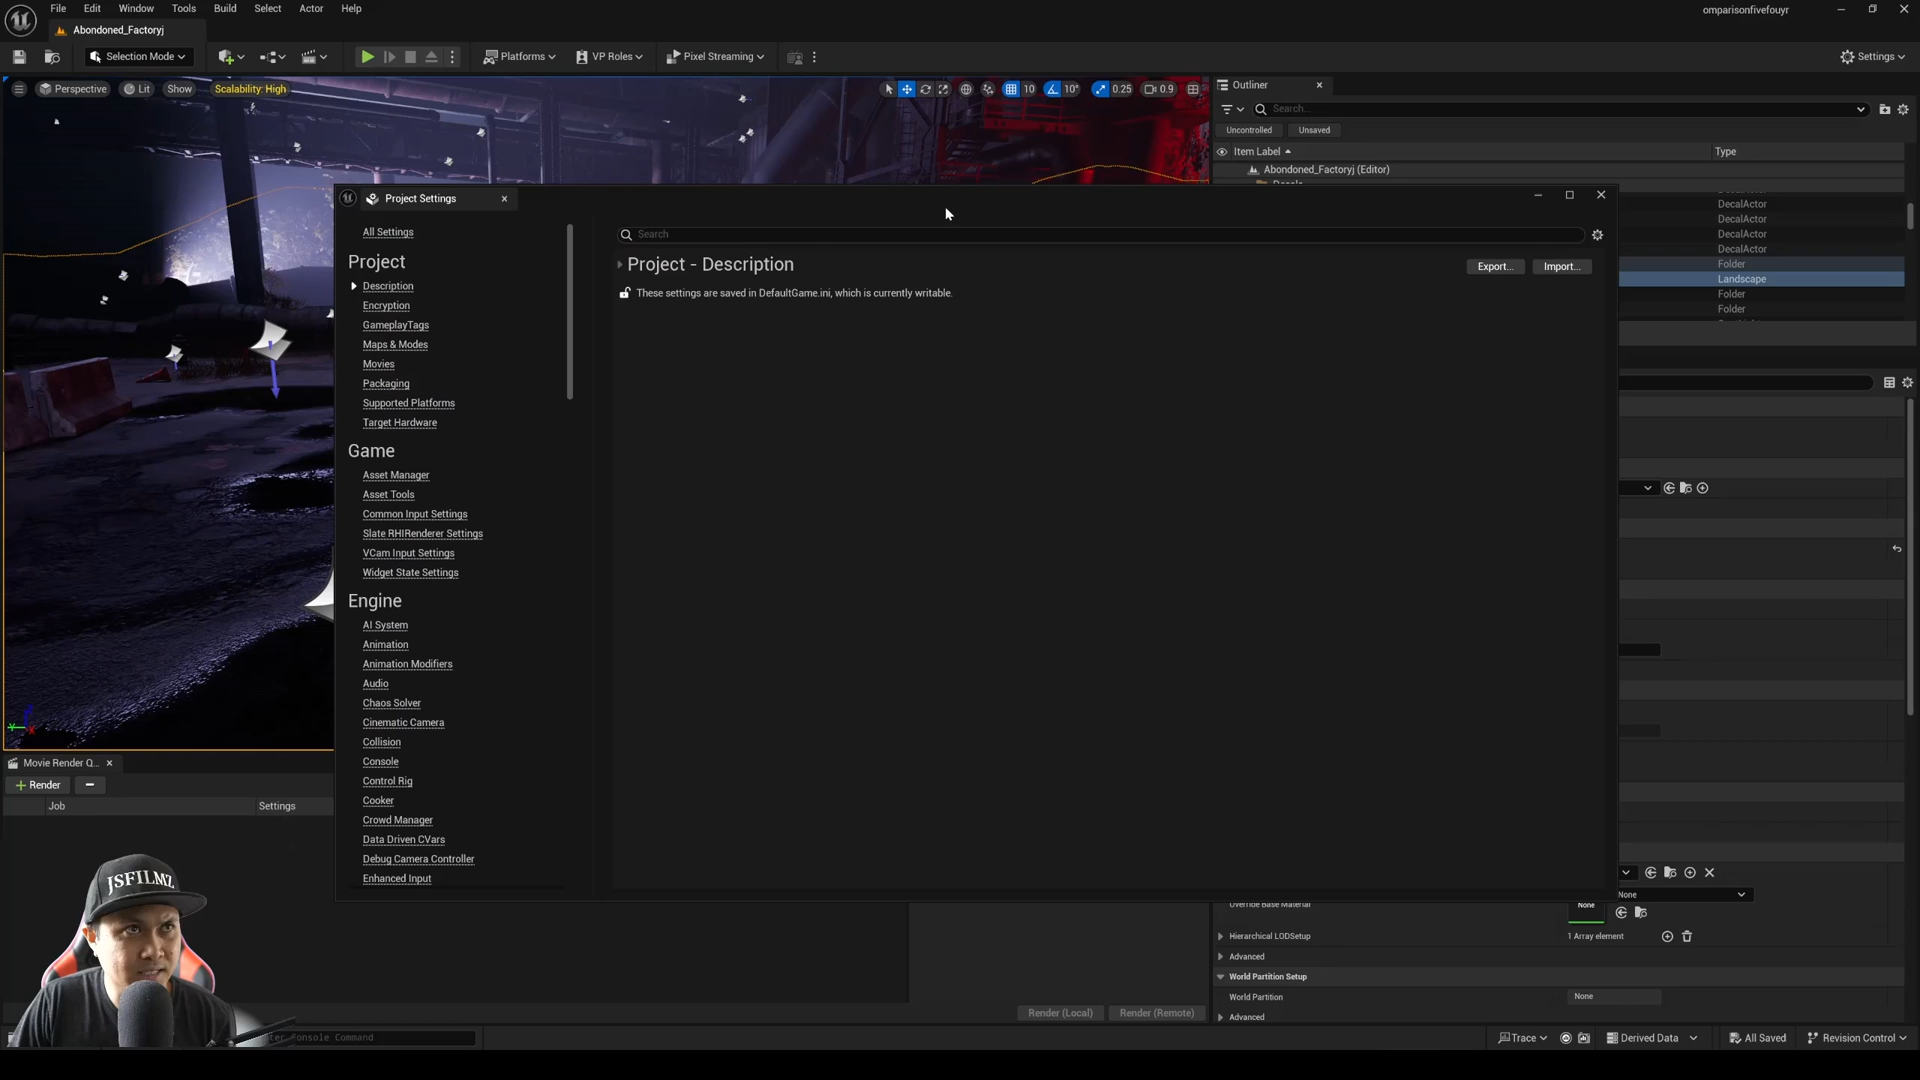 File Edit Window Tools Build Select Actor Help
omparisonfivefouyr
Abondoned_Factoryj
Selection Mode
Platforms
VP Roles
Pixel Streaming
Settings
Perspective
Lit
Show
Scalability: High
10
10°
0.25
0.9
Outliner
Search...
Uncontrolled
Unsaved
Item Label
Type
Abondoned_Factoryj (Editor)
DecalActor
DecalActor
DecalActor
DecalActor
Folder
Landscape
Folder
Folder
Project Settings
All Settings
Project
Description
Encryption
GameplayTags
Maps & Modes
Movies
Packaging
Supported Platforms
Target Hardware
Game
Asset Manager
Asset Tools
Common Input Settings
Slate RHIRenderer Settings
VCam Input Settings
Widget State Settings
Engine
AI System
Animation
Animation Modifiers
Audio
Chaos Solver
Cinematic Camera
Collision
Console
Control Rig
Cooker
Crowd Manager
Data Driven CVars
Debug Camera Controller
Enhanced Input
Search
Project - Description
Export...
Import...
These settings are saved in DefaultGame.ini, which is currently writable.
Movie Render Q...
Render
Job
Settings
JSFILMZ
Console Command
Render (Local)
Render (Remote)
None
Override Base Material
None
Hierarchical LODSetup
1 Array element
Advanced
World Partition Setup
World Partition
None
Advanced
Trace
Derived Data
All Saved
Revision Control